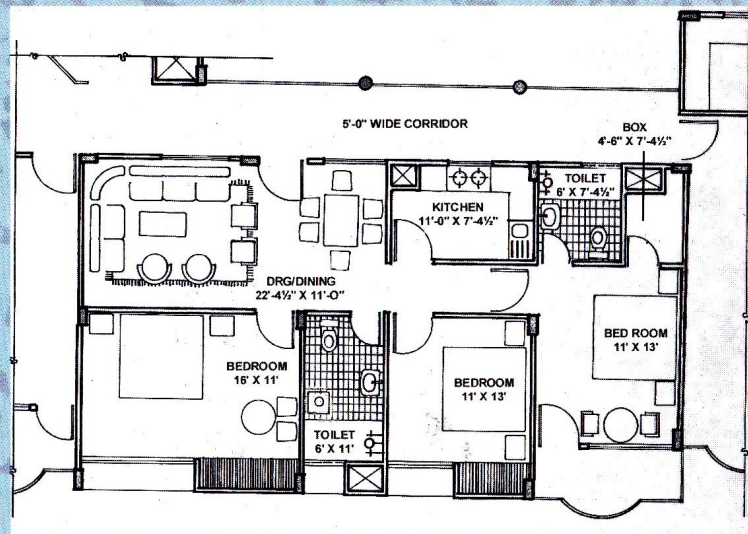 5'-0" WIDE CORRIDOR
BOX
4'-6" X 7'-4½"
TOILET
6' X 7'-4½"
KITCHEN
11'-0" X 7'-4½"
DRG/DINING
22'-4½" X 11'-O"
BED ROOM
11' X 13'
BEDROOM
16' X 11'
BEDROOM
11' X 13'
TOILET
6' X 11'